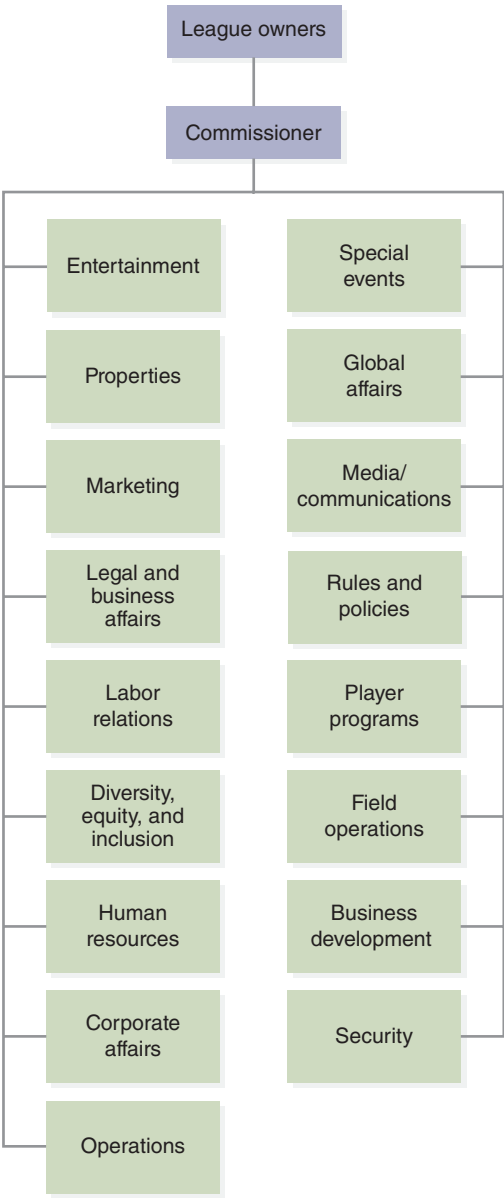 League owners
Commissioner
Entertainment
Properties
Marketing
Legal and
business
affairs
Labor
relations
Diversity,
equity, and
inclusion
Human
resources
Corporate
affairs
Operations
Special
events
Global
affairs
Media/
communications
Rules and
policies
Player
programs
Field
operations
Business
development
Security